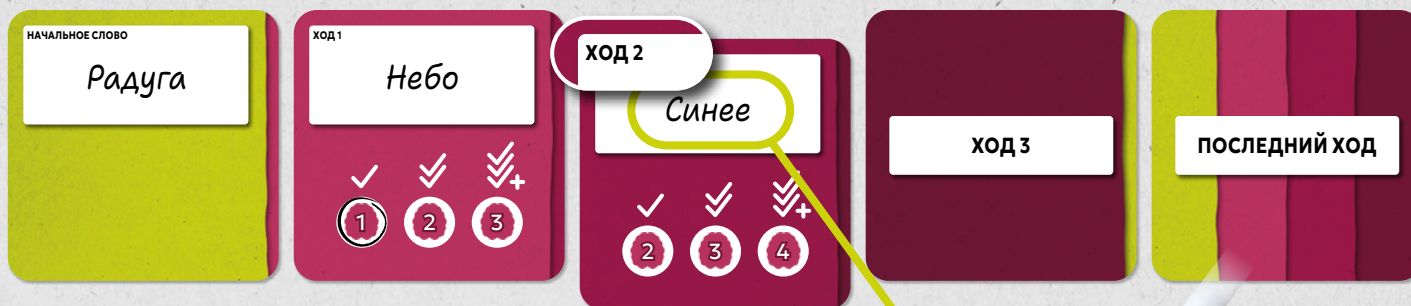 НАЧАЛЬНОЕ СЛОВО
Радуга
ХОД 1
Небо
1 2 3
+
ХОД 2
Синее
2 3 4
+
ХОД 3
ПОСЛЕДНИЙ ХОД